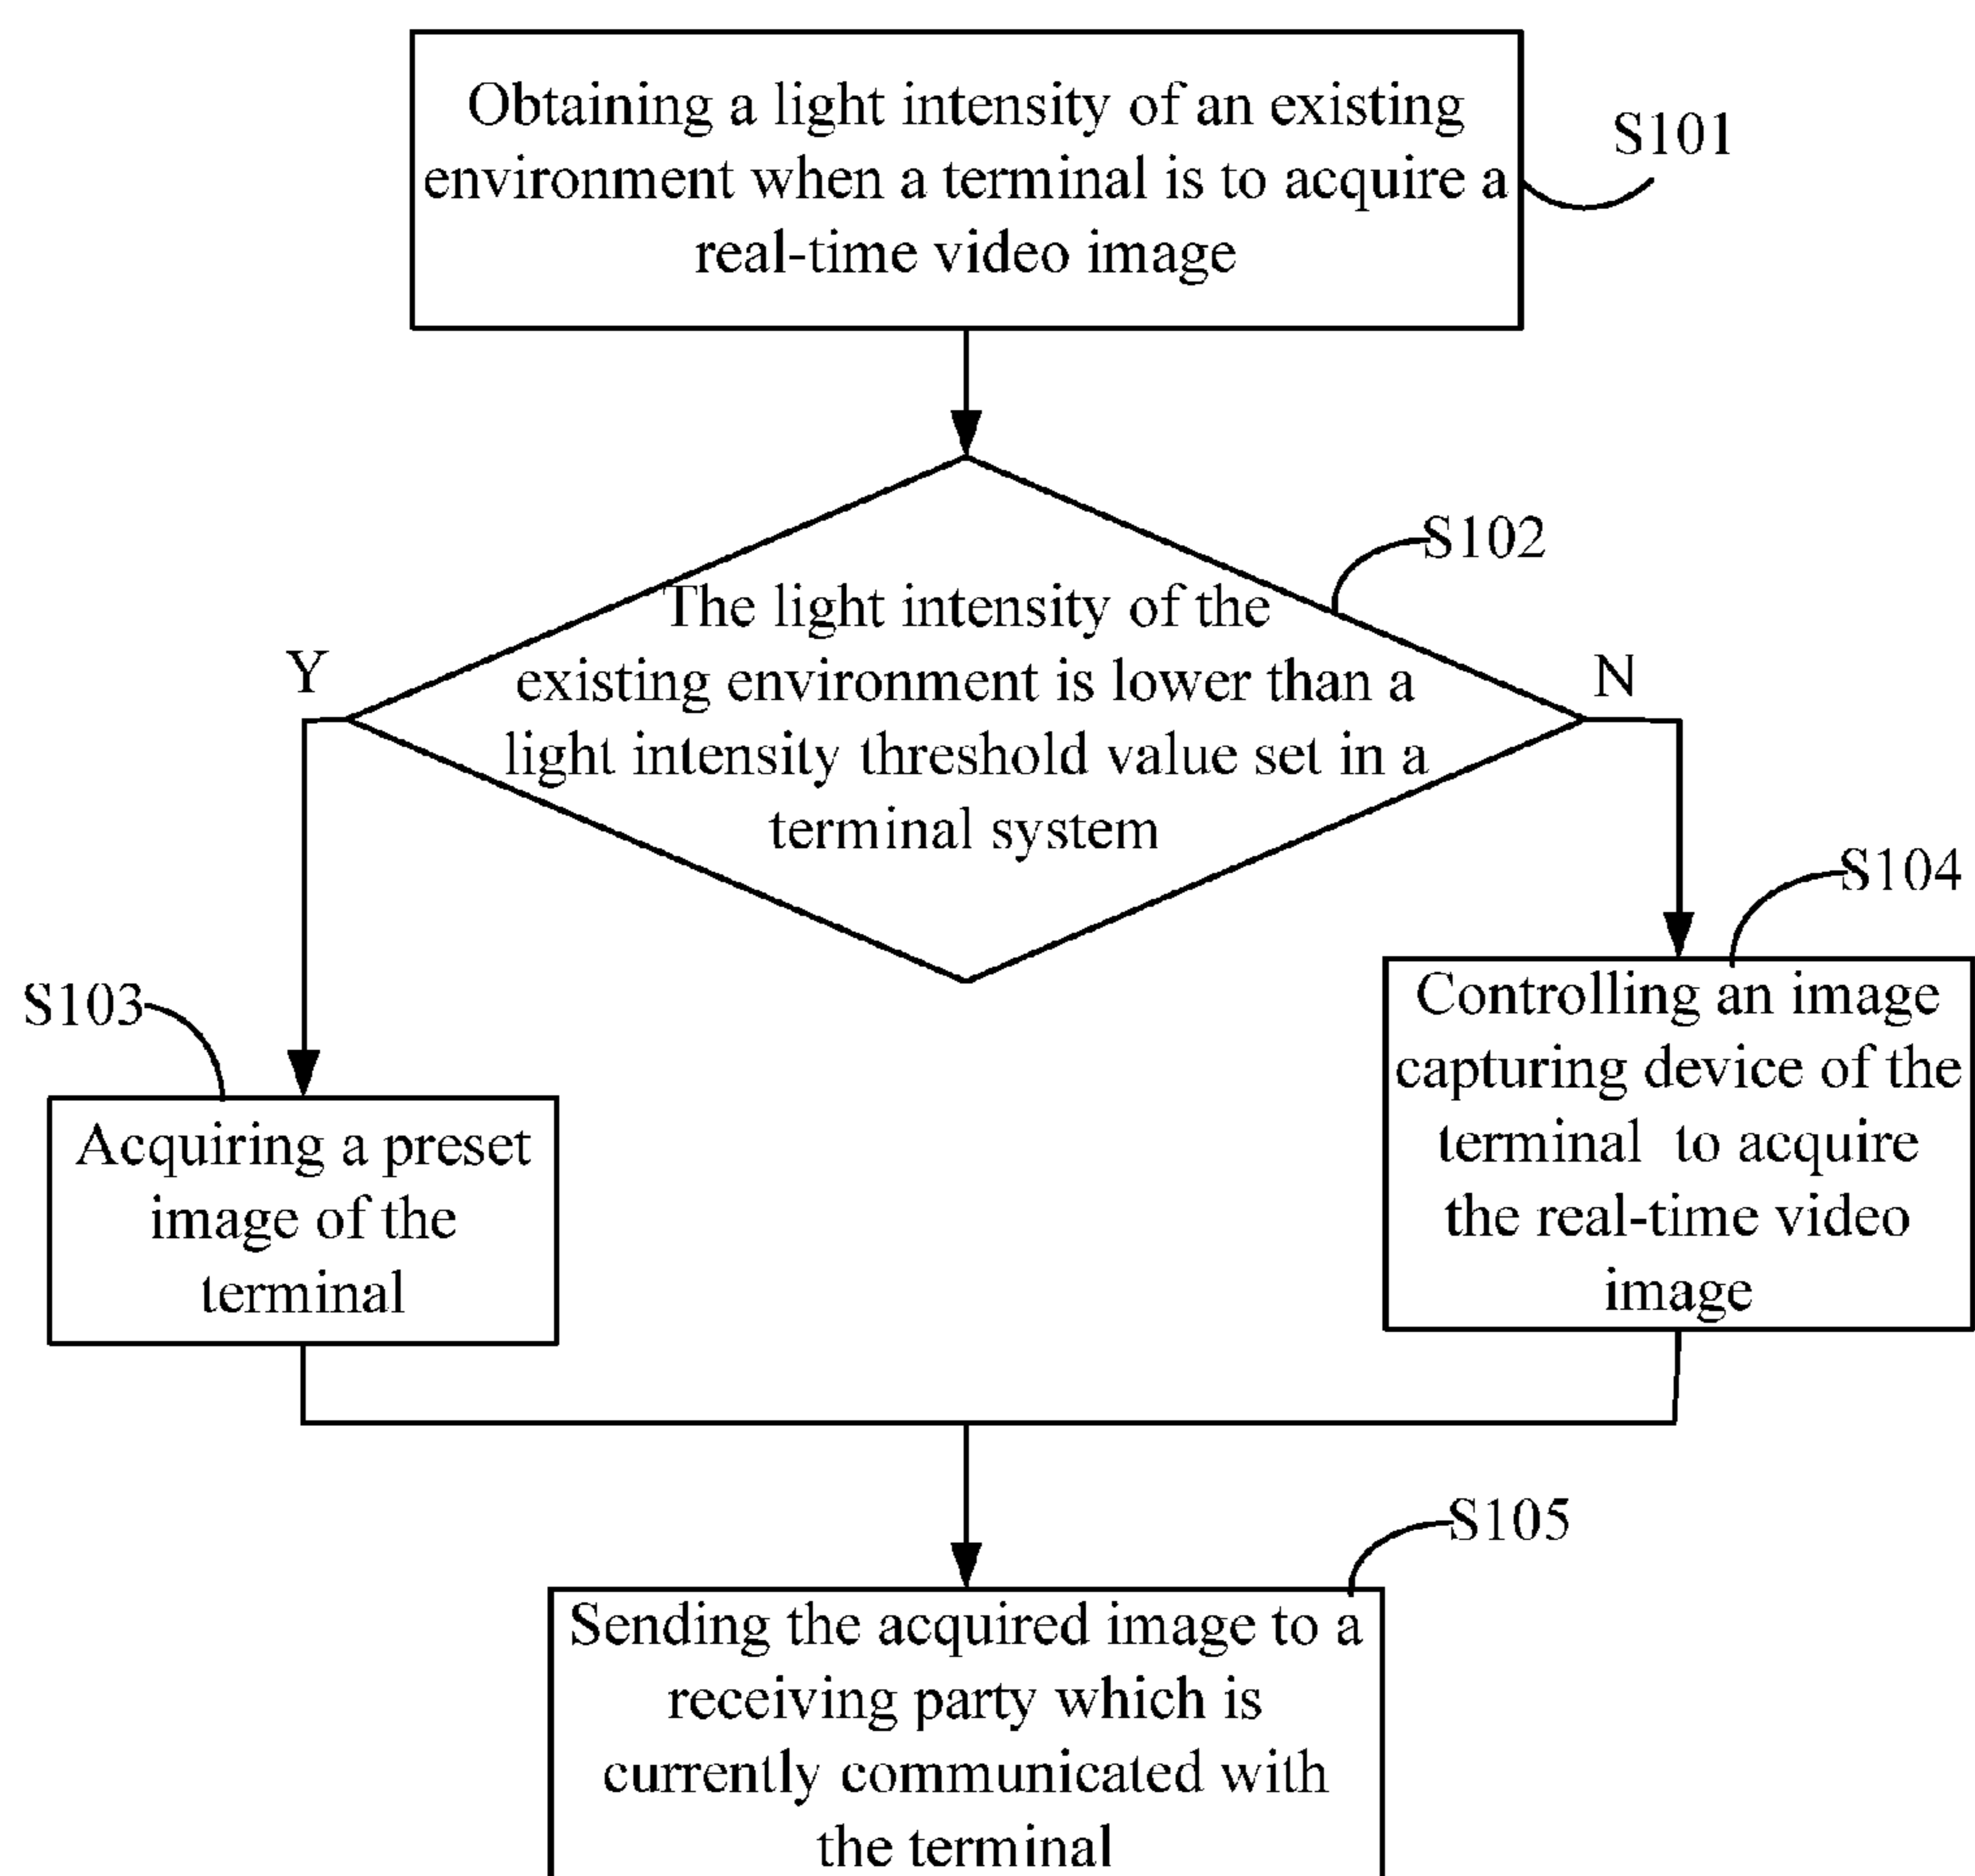 Obtaining a light intensity of an existing
environment when a terminal is to acquire a
real-time video image
S101
S102
The light intensity of the
existing environment is lower than a
light intensity threshold value set in a
terminal system
Y
N
S103
Acquiring a preset
image of the
terminal
S104
Controlling an image
capturing device of the
terminal to acquire
the real-time video
image
S105
Sending the acquired image to a
receiving party which is
currently communicated with
the terminal